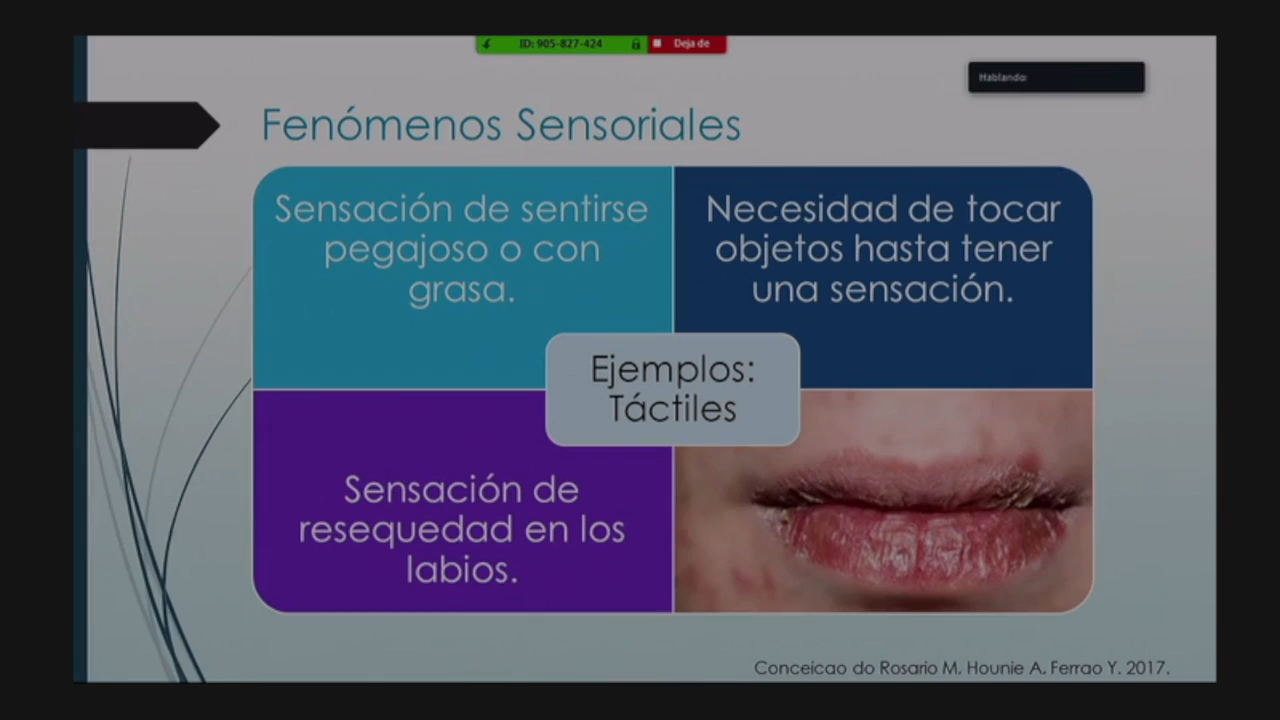 ID: 905-827-424
Deja de
Hablando:
Fenómenos Sensoriales
Sensación de sentirse
pegajoso o con
grasa.
Necesidad de tocar
objetos hasta tener
una sensación.
Ejemplos:
Táctiles
Sensación de
resequedad en los
labios.
Conceicao do Rosario M, Hounie A, Ferrao Y. 2017.